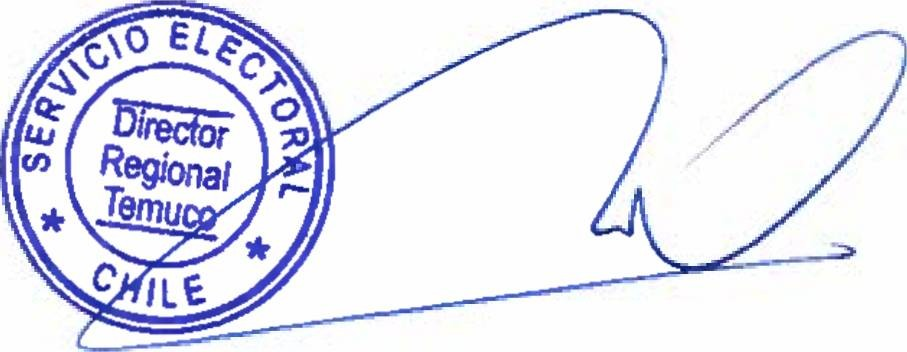 SERVICIO ELECTORAL
Director
Regional
Temuco
* CHILE *